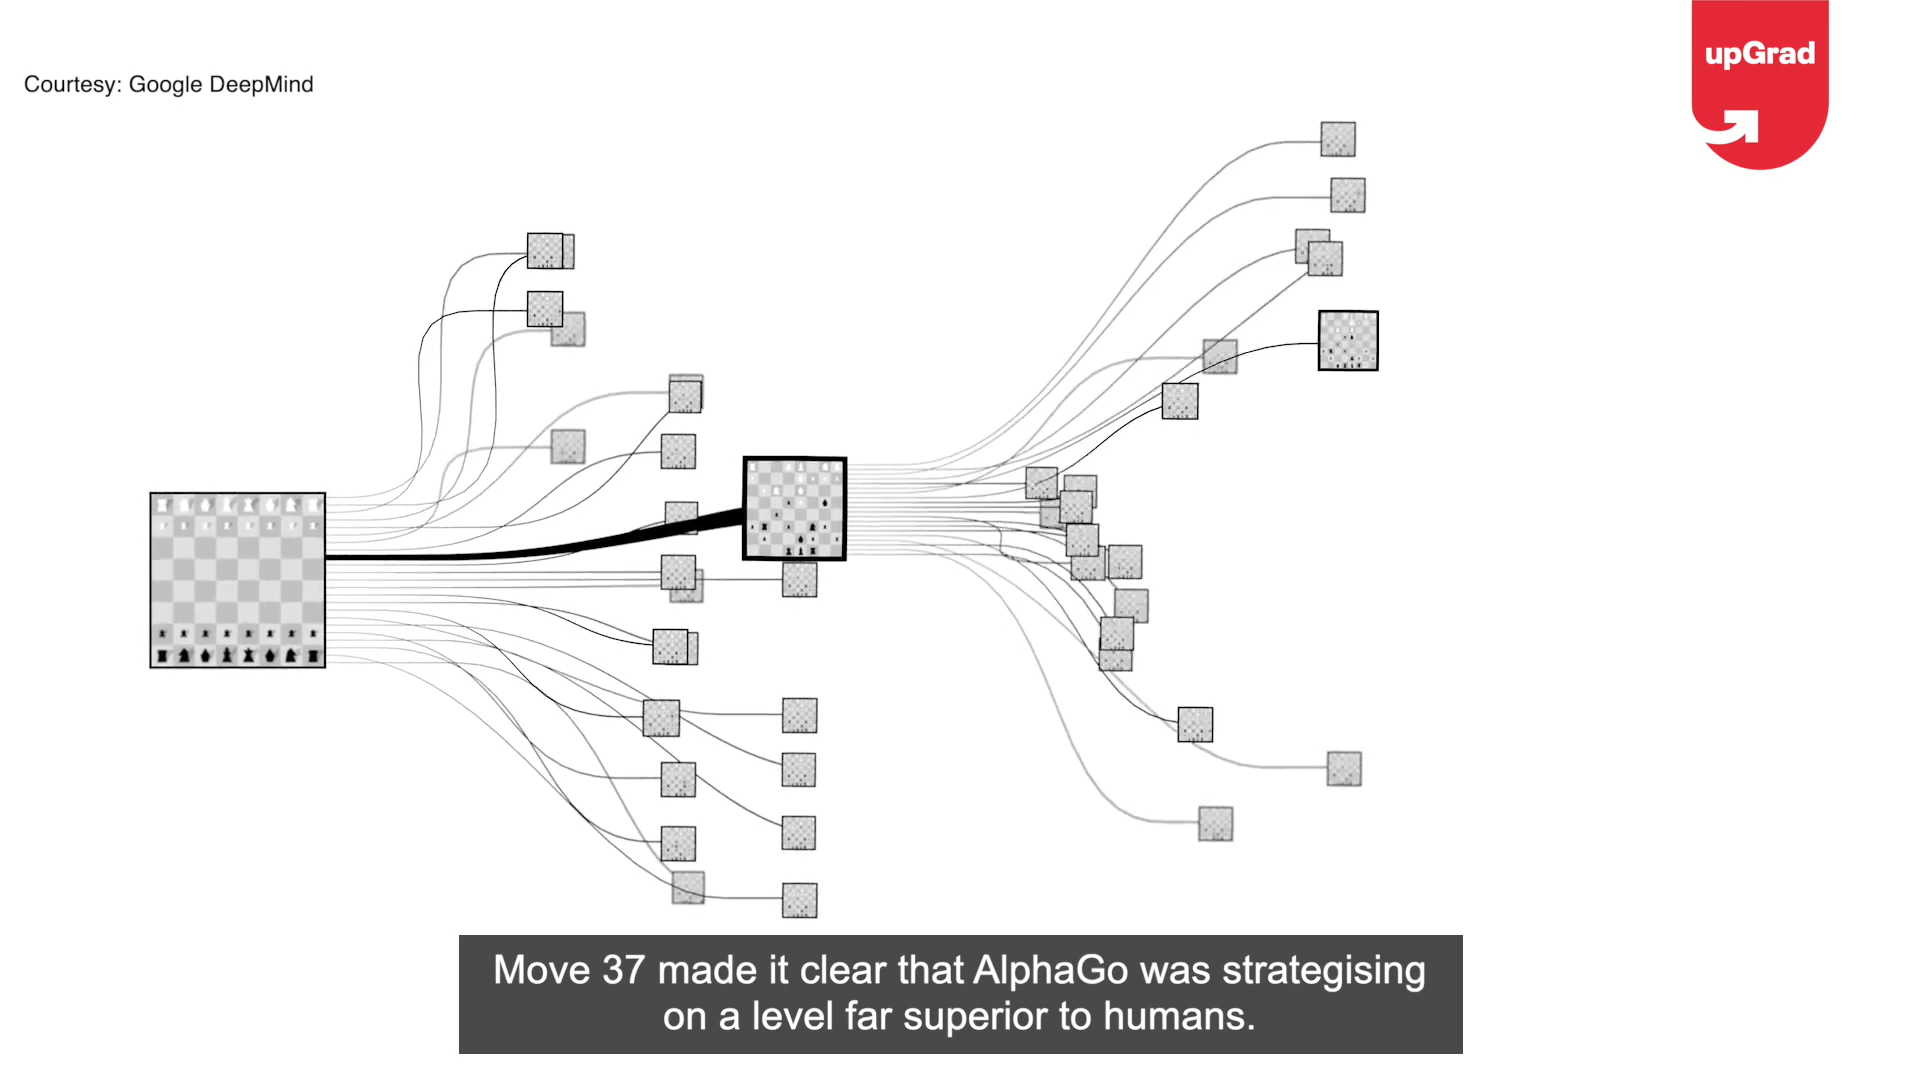 Courtesy: Google DeepMind
upGrad
Move 37 made it clear that AlphaGo was strategising
on a level far superior to humans.